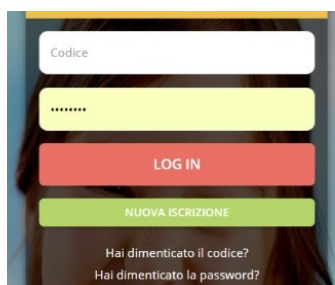 Codice
••••••••
LOG IN
NUOVA ISCRIZIONE
Hai dimenticato il codice?
Hai dimenticato la password?